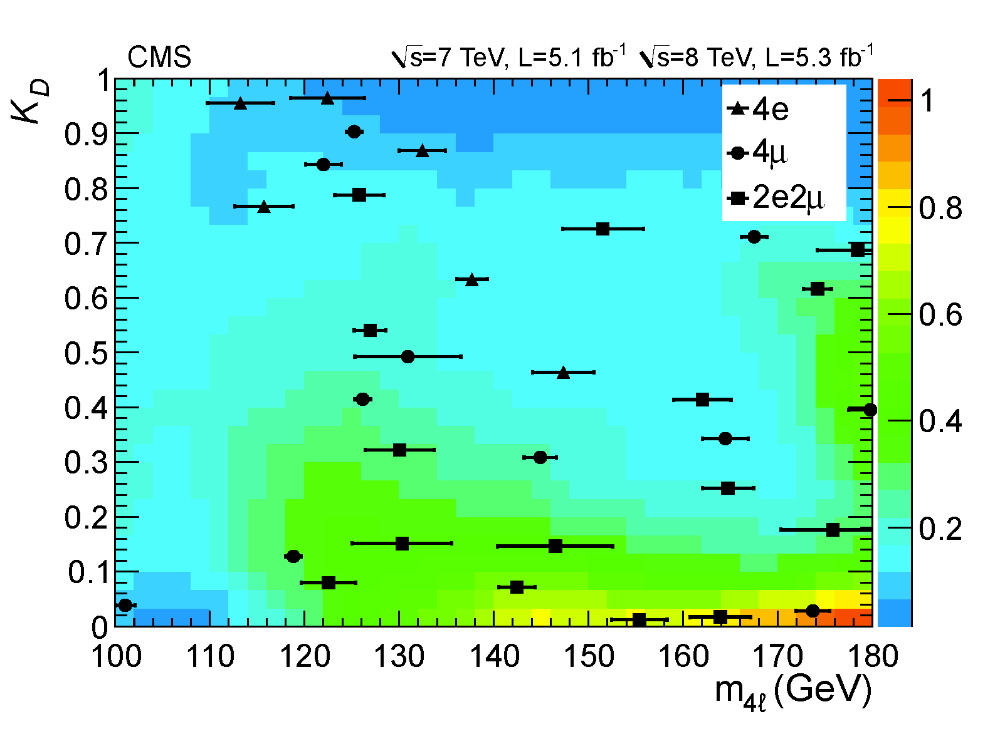 CMS √s=7 TeV, L=5.1 fb⁻¹ √s=8 TeV, L=5.3 fb⁻¹
K_D
1
0.9
0.8
0.7
0.6
0.5
0.4
0.3
0.2
0.1
0
4e
4μ
2e2μ
1
0.8
0.6
0.4
0.2
100 110 120 130 140 150 160 170 180
m_4ℓ (GeV)